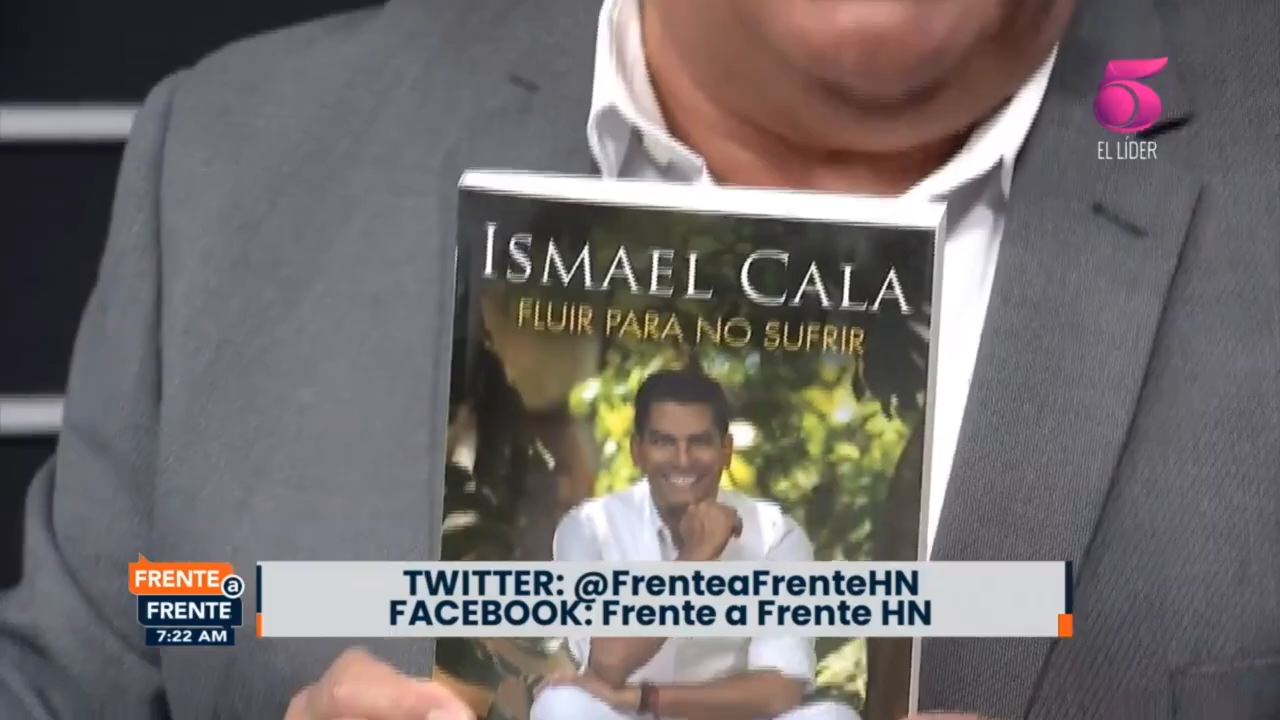 5
EL LÍDER
ISMAEL CALA
FLUIR PARA NO SUFRIR
FRENTE a
FRENTE
7:22 AM
TWITTER: @FrenteaFrenteHN
FACEBOOK: Frente a Frente HN